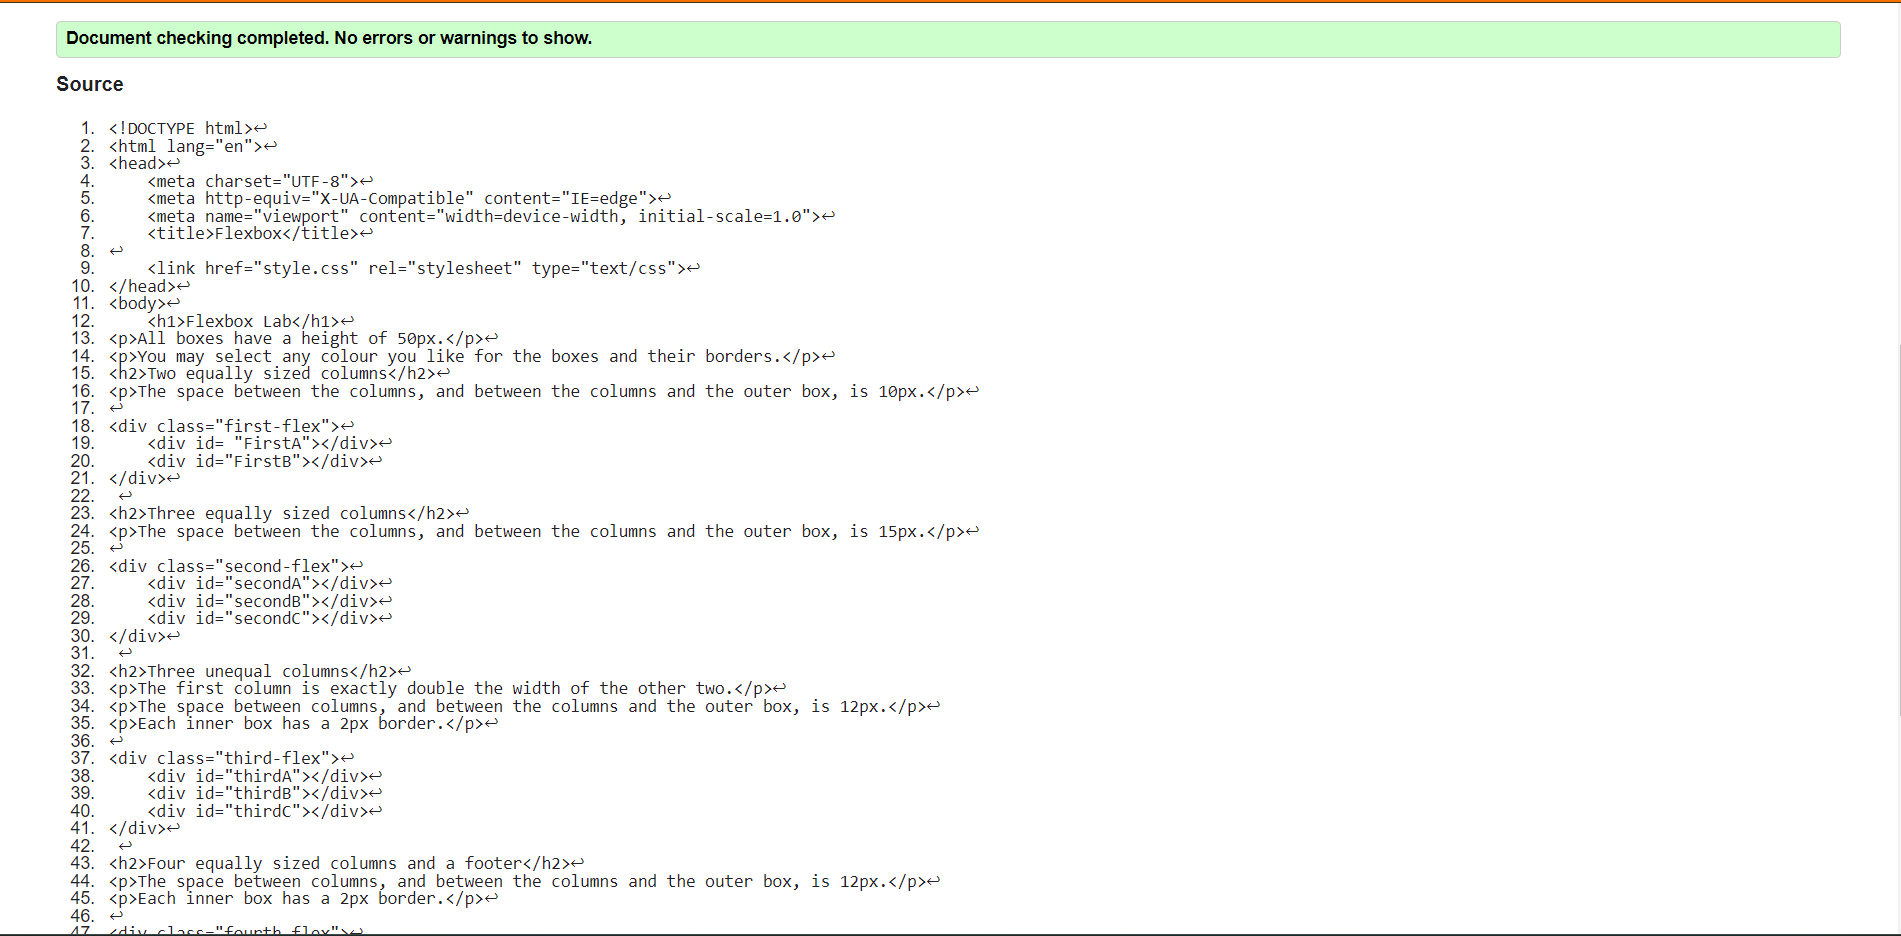 Document checking completed. No errors or warnings to show.
Source
1. <!DOCTYPE html>↩
2. <html lang="en">↩
3. <head>↩
4.     <meta charset="UTF-8">↩
5.     <meta http-equiv="X-UA-Compatible" content="IE=edge">↩
6.     <meta name="viewport" content="width=device-width, initial-scale=1.0">↩
7.     <title>Flexbox</title>↩
8. ↩
9.     <link href="style.css" rel="stylesheet" type="text/css">↩
10. </head>↩
11. <body>↩
12.     <h1>Flexbox Lab</h1>↩
13. <p>All boxes have a height of 50px.</p>↩
14. <p>You may select any colour you like for the boxes and their borders.</p>↩
15. <h2>Two equally sized columns</h2>↩
16. <p>The space between the columns, and between the columns and the outer box, is 10px.</p>↩
17. ↩
18. <div class="first-flex">↩
19.     <div id= "FirstA"></div>↩
20.     <div id="FirstB"></div>↩
21. </div>↩
22.  ↩
23. <h2>Three equally sized columns</h2>↩
24. <p>The space between the columns, and between the columns and the outer box, is 15px.</p>↩
25. ↩
26. <div class="second-flex">↩
27.     <div id="secondA"></div>↩
28.     <div id="secondB"></div>↩
29.     <div id="secondC"></div>↩
30. </div>↩
31.  ↩
32. <h2>Three unequal columns</h2>↩
33. <p>The first column is exactly double the width of the other two.</p>↩
34. <p>The space between columns, and between the columns and the outer box, is 12px.</p>↩
35. <p>Each inner box has a 2px border.</p>↩
36. ↩
37. <div class="third-flex">↩
38.     <div id="thirdA"></div>↩
39.     <div id="thirdB"></div>↩
40.     <div id="thirdC"></div>↩
41. </div>↩
42.  ↩
43. <h2>Four equally sized columns and a footer</h2>↩
44. <p>The space between columns, and between the columns and the outer box, is 12px.</p>↩
45. <p>Each inner box has a 2px border.</p>↩
46. ↩
47. <div class="fourth-flex">↩